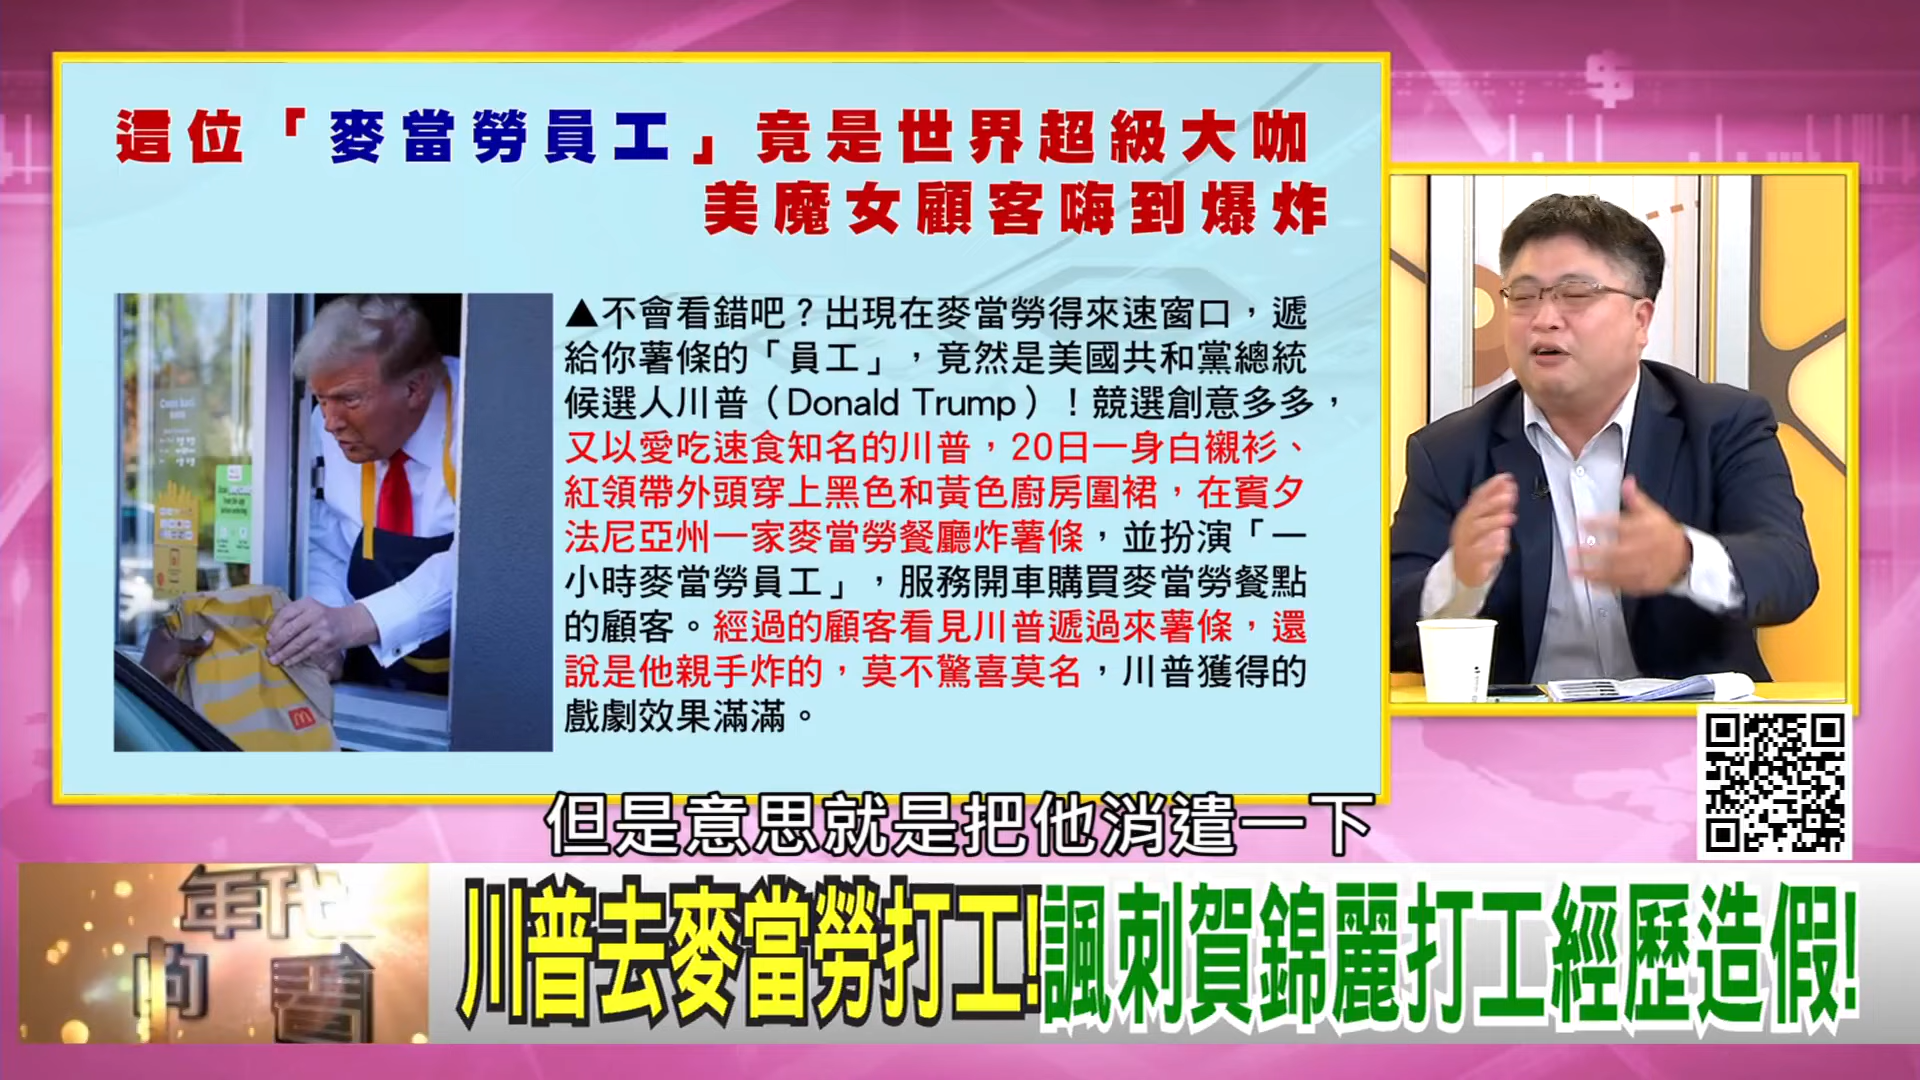 這位「麥當勞員工」竟是世界超級大咖
美魔女顧客嗨到爆炸
▲不會看錯吧？出現在麥當勞得來速窗口，遞
給你薯條的「員工」，竟然是美國共和黨總統
候選人川普（Donald Trump）！競選創意多多，
又以愛吃速食知名的川普，20日一身白襯衫、
紅領帶外頭穿上黑色和黃色廚房圍裙，在賓夕
法尼亞州一家麥當勞餐廳炸薯條，並扮演「一
小時麥當勞員工」，服務開車購買麥當勞餐點
的顧客。經過的顧客看見川普遞過來薯條，還
說是他親手炸的，莫不驚喜莫名，川普獲得的
戲劇效果滿滿。
但是意思就是把他消遣一下
年代
向錢
川普去麥當勞打工!諷刺賀錦麗打工經歷造假!